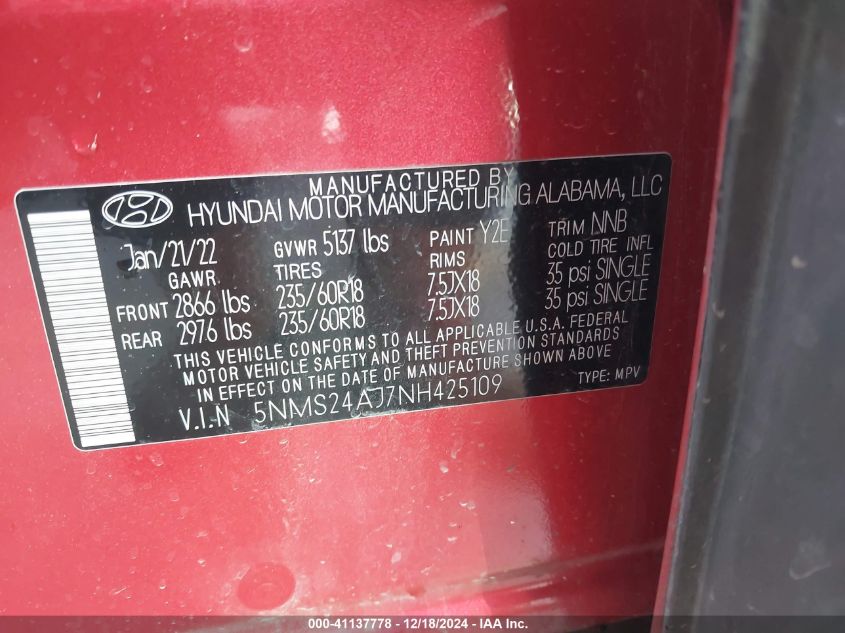 MANUFACTURED BY
HYUNDAI MOTOR MANUFACTURING ALABAMA, LLC
Jan/21/22 GVWR 5137 lbs PAINT Y2E TRIM NNB
GAWR TIRES RIMS COLD TIRE INFL
FRONT 2866 lbs 235/60R18 7.5JX18 35 psi SINGLE
REAR 2976 lbs 235/60R18 7.5JX18 35 psi SINGLE
THIS VEHICLE CONFORMS TO ALL APPLICABLE U.S.A. FEDERAL
MOTOR VEHICLE SAFETY AND THEFT PREVENTION STANDARDS
IN EFFECT ON THE DATE OF MANUFACTURE SHOWN ABOVE
V.I.N 5NMS24AJ7NH425109 TYPE: MPV
000-41137778 - 12/18/2024 - IAA Inc.